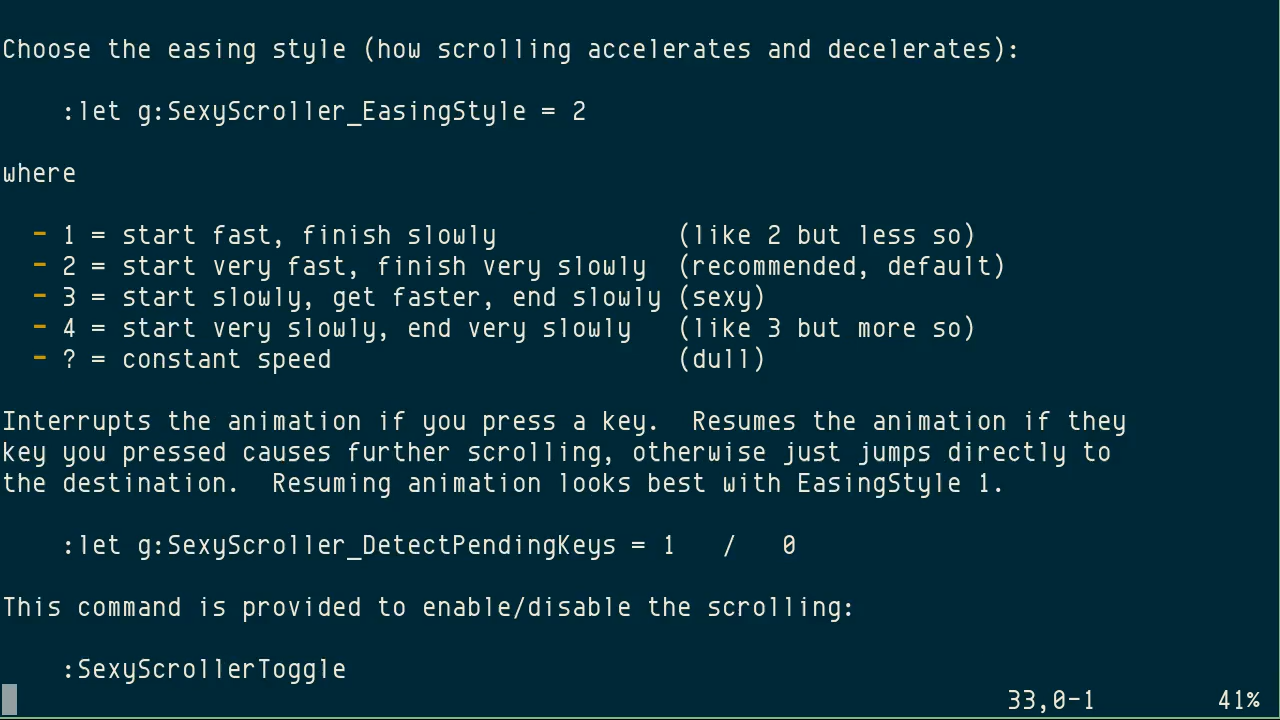 Choose the easing style (how scrolling accelerates and decelerates):
:let g:SexyScroller_EasingStyle = 2
where
- 1 = start fast, finish slowly (like 2 but less so)
- 2 = start very fast, finish very slowly (recommended, default)
- 3 = start slowly, get faster, end slowly (sexy)
- 4 = start very slowly, end very slowly (like 3 but more so)
- ? = constant speed (dull)
Interrupts the animation if you press a key.  Resumes the animation if they
key you pressed causes further scrolling, otherwise just jumps directly to
the destination.  Resuming animation looks best with EasingStyle 1.
:let g:SexyScroller_DetectPendingKeys = 1   /   0
This command is provided to enable/disable the scrolling:
:SexyScrollerToggle
33,0-1 41%